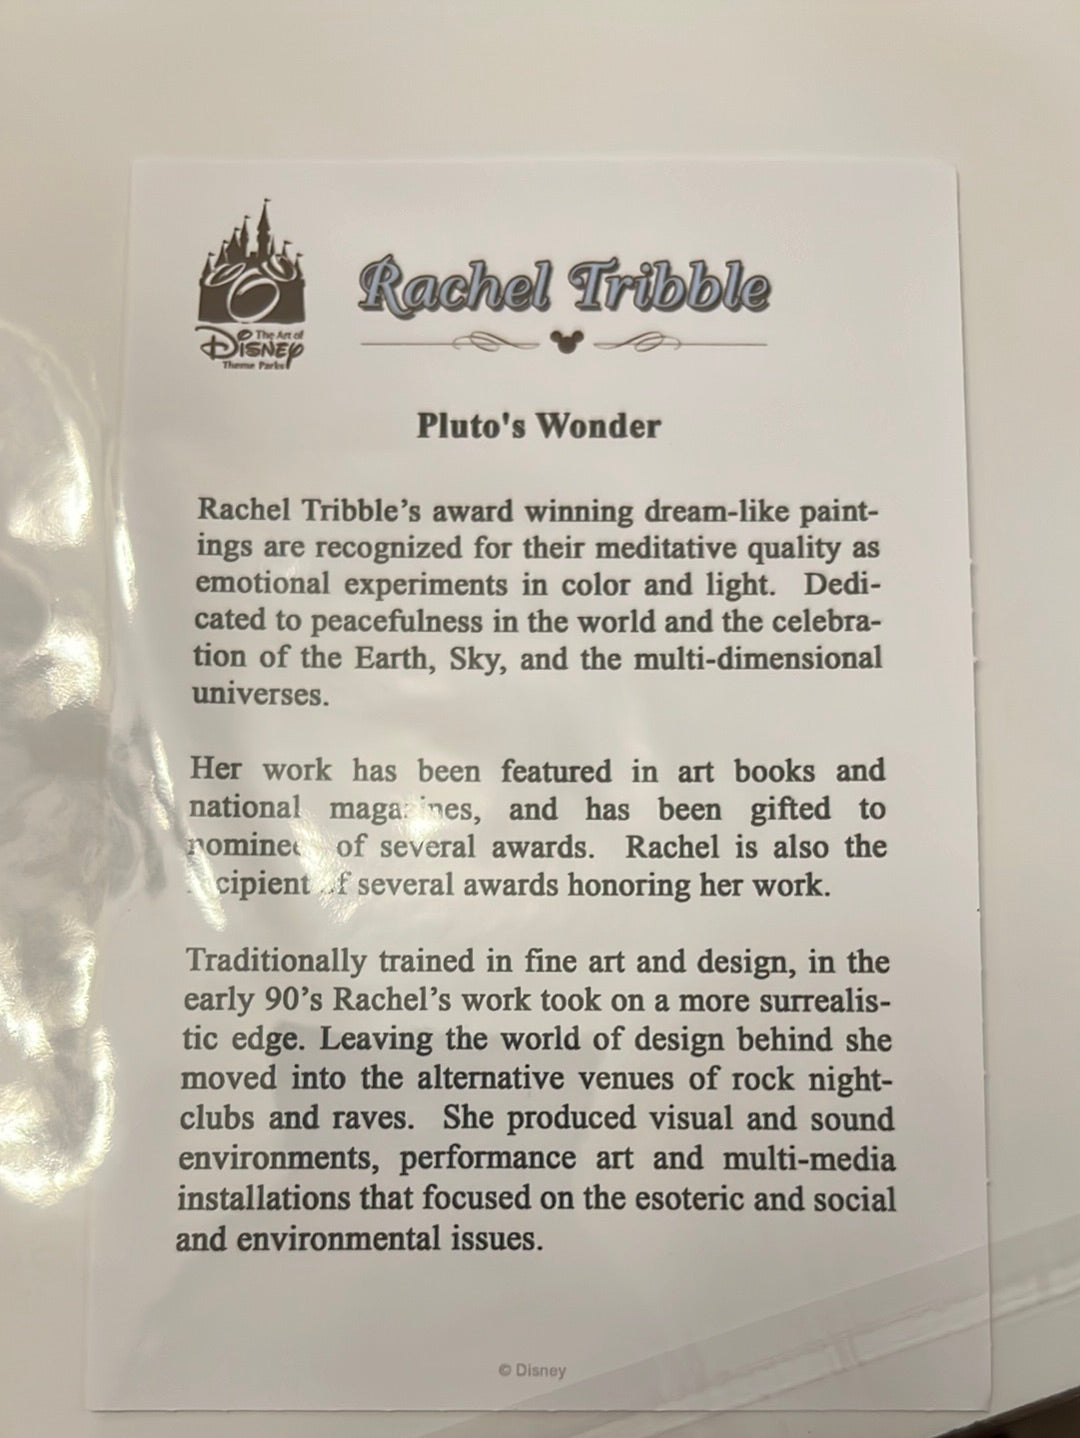 The Art of
Disney
Theme Parks
Rachel Tribble
Pluto's Wonder
Rachel Tribble’s award winning dream-like paint-
ings are recognized for their meditative quality as
emotional experiments in color and light. Dedi-
cated to peacefulness in the world and the celebra-
tion of the Earth, Sky, and the multi-dimensional
universes.
Her work has been featured in art books and
national magazines, and has been gifted to
of several awards. Rachel is also the
of several awards honoring her work.
Traditionally trained in fine art and design, in the
early 90’s Rachel’s work took on a more surrealis-
tic edge. Leaving the world of design behind she
moved into the alternative venues of rock night-
clubs and raves. She produced visual and sound
environments, performance art and multi-media
installations that focused on the esoteric and social
and environmental issues.
© Disney